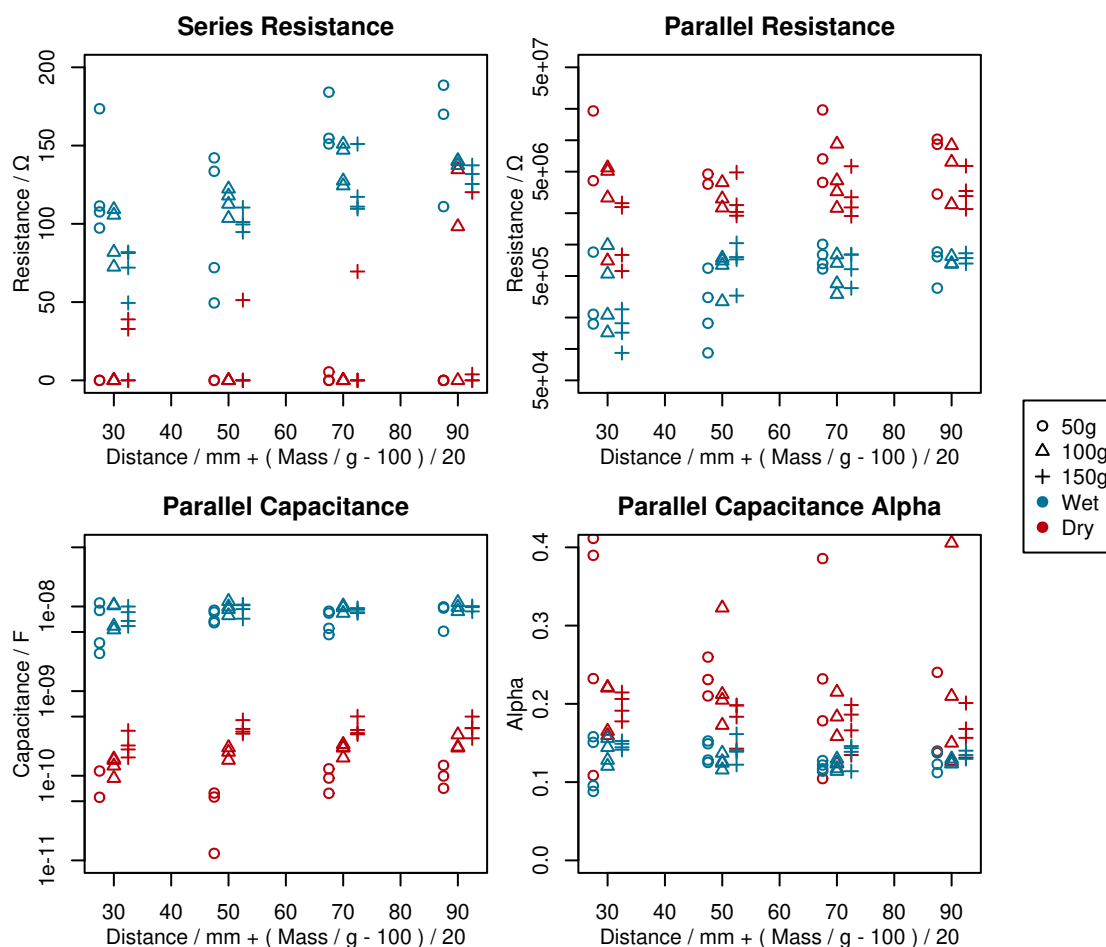 Series Resistance
Resistance / Ω
0
50
100
150
200
30 40 50 60 70 80 90
Distance / mm + ( Mass / g - 100 ) / 20
Parallel Resistance
Resistance / Ω
5e+04
5e+05
5e+06
5e+07
30 40 50 60 70 80 90
Distance / mm + ( Mass / g - 100 ) / 20
50g
100g
150g
Wet
Dry
Parallel Capacitance
Capacitance / F
1e-11
1e-10
1e-09
1e-08
30 40 50 60 70 80 90
Distance / mm + ( Mass / g - 100 ) / 20
Parallel Capacitance Alpha
Alpha
0.0
0.1
0.2
0.3
0.4
30 40 50 60 70 80 90
Distance / mm + ( Mass / g - 100 ) / 20